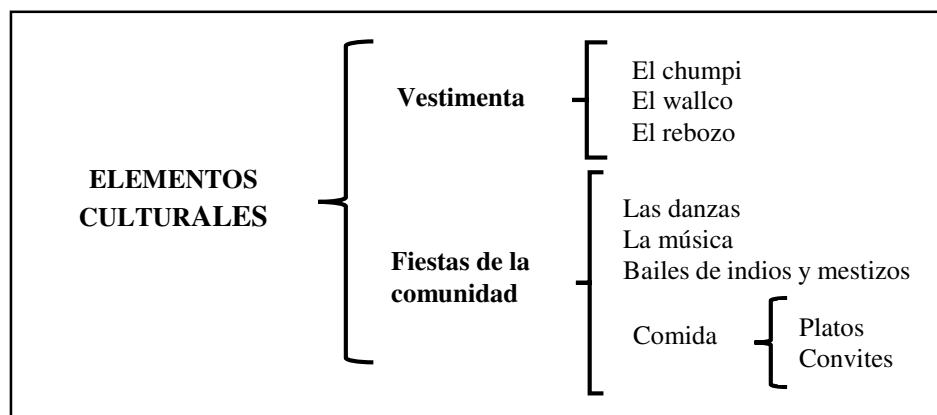 ELEMENTOS
CULTURALES
Vestimenta
El chumpi
El wallco
El rebozo
Fiestas de la
comunidad
Las danzas
La música
Bailes de indios y mestizos
Comida
Platos
Convites